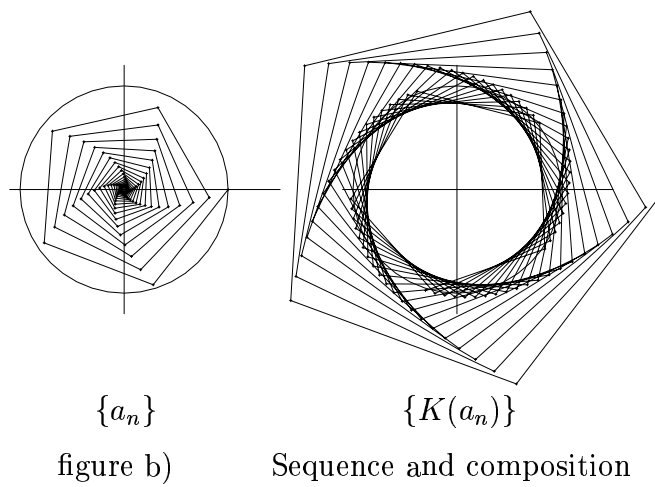 {a_n} {K(a_n)}
figure b) Sequence and composition